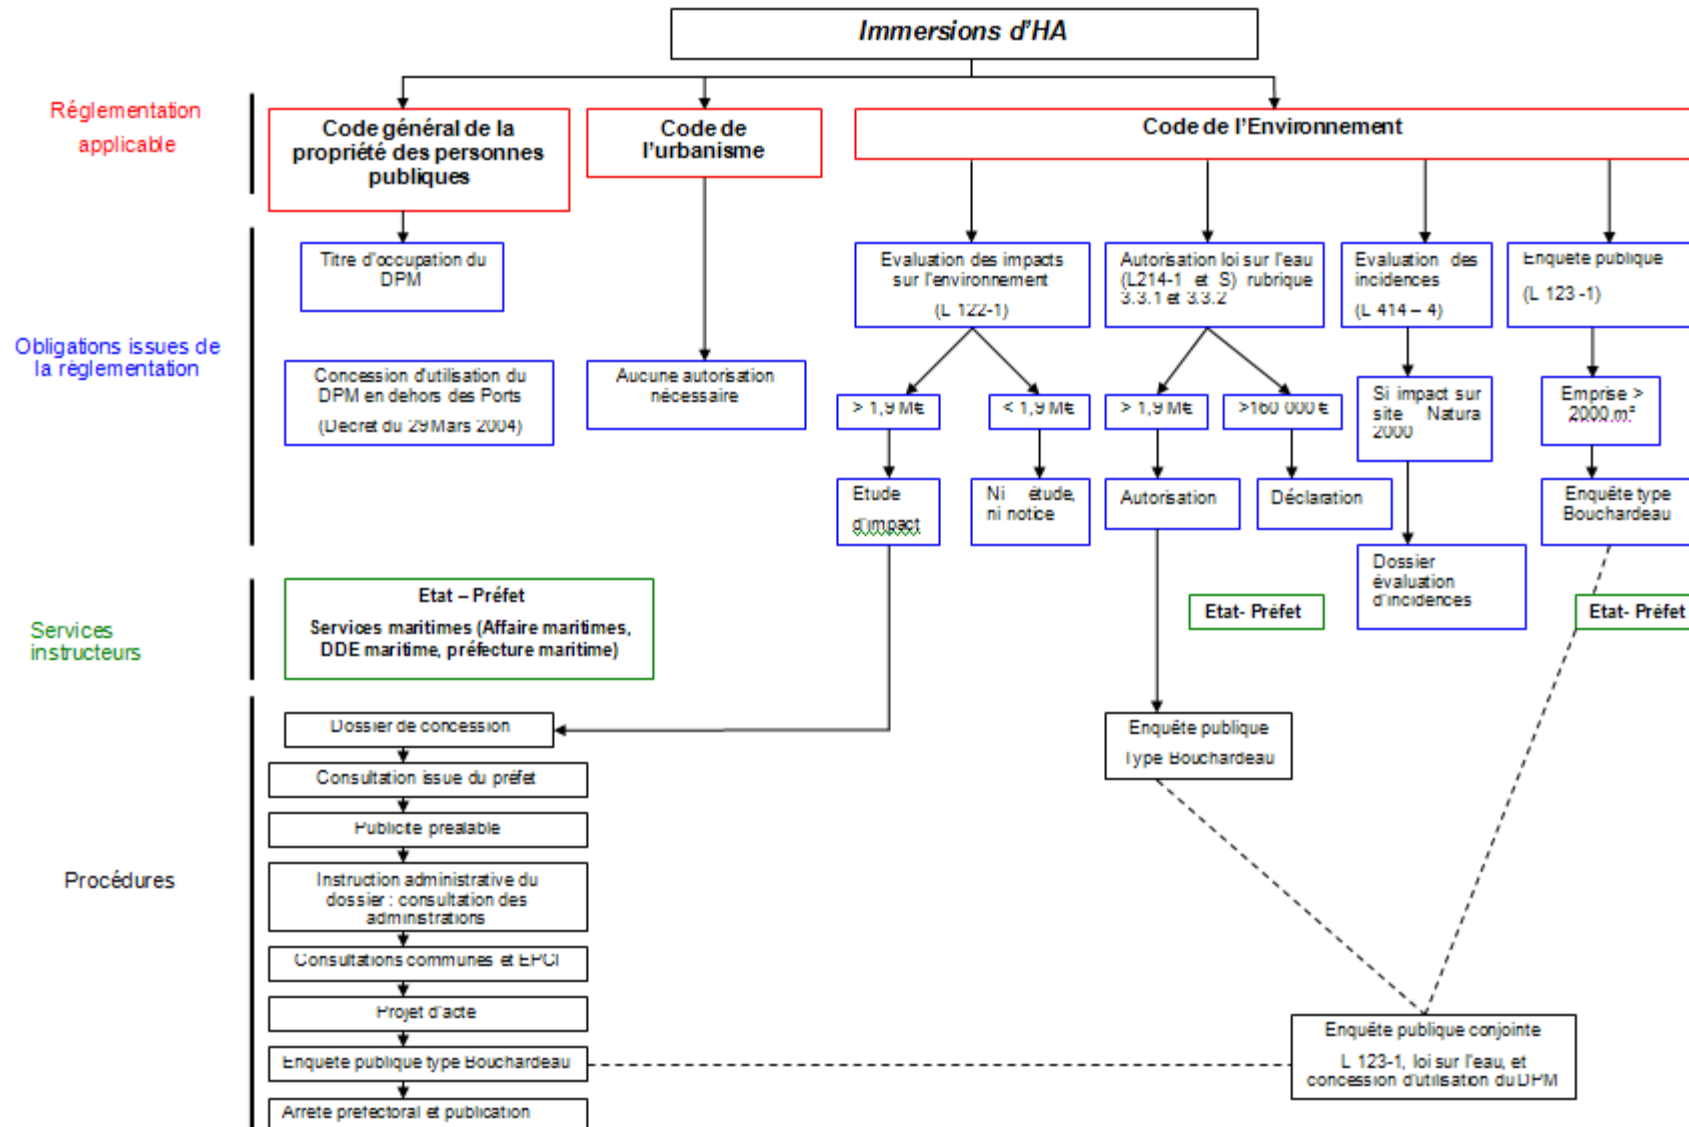 Immersions d'HA
Réglementation
applicable
Code général de la
propriété des personnes
publiques
Code de
l'urbanisme
Code de l'Environnement
Obligations issues de
la règlementation
Titre d'occupation du
DPM
Concession d'utilisation du
DPM en dehors des Ports
(Décret du 29 Mars 2004)
Aucune autorisation
nécessaire
Evaluation des impacts
sur l'environnement
(L 122-1)
Autorisation loi sur l'eau
(L214-1 et S) rubrique
3.3.1 et 3.3.2
Evaluation des
incidences
(L 414 – 4)
Enquête publique
(L 123 -1)
> 1,9 M€
< 1,9 M€
> 1,9 M€
>160 000 €
Si impact sur
site Natura
2000
Emprise >
2000 m²
Etude
d'impact
Ni étude,
ni notice
Autorisation
Déclaration
Enquête type
Bouchardeau
Dossier
évaluation
d'incidences
Services
instructeurs
Etat – Préfet
Services maritimes (Affaire maritimes,
DDE maritime, préfecture maritime)
Etat- Préfet
Etat- Préfet
Procédures
Dossier de concession
Consultation issue du préfet
Publicité préalable
Instruction administrative du
dossier : consultation des
administrations
Consultations communes et EPCI
Projet d'acte
Enquête publique type Bouchardeau
Arrêté préfectoral et publication
Enquête publique
Type Bouchardeau
Enquête publique conjointe
L 123-1, loi sur l'eau, et
concession d'utilisation du DPM